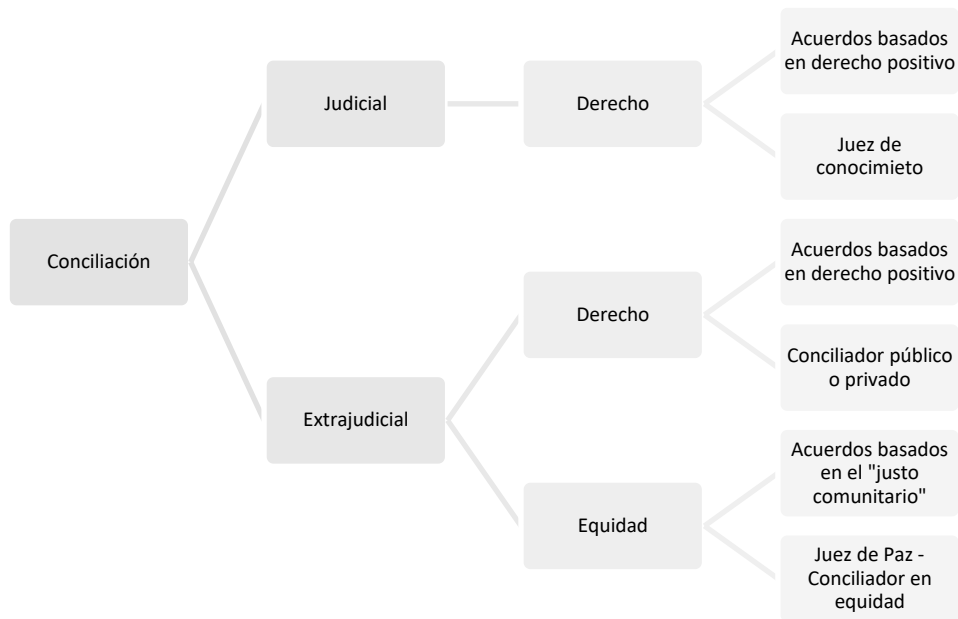 Conciliación
Judicial
Derecho
Acuerdos basados
en derecho positivo
Juez de
conocimieto
Extrajudicial
Derecho
Acuerdos basados
en derecho positivo
Conciliador público
o privado
Equidad
Acuerdos basados
en el "justo
comunitario"
Juez de Paz -
Conciliador en
equidad